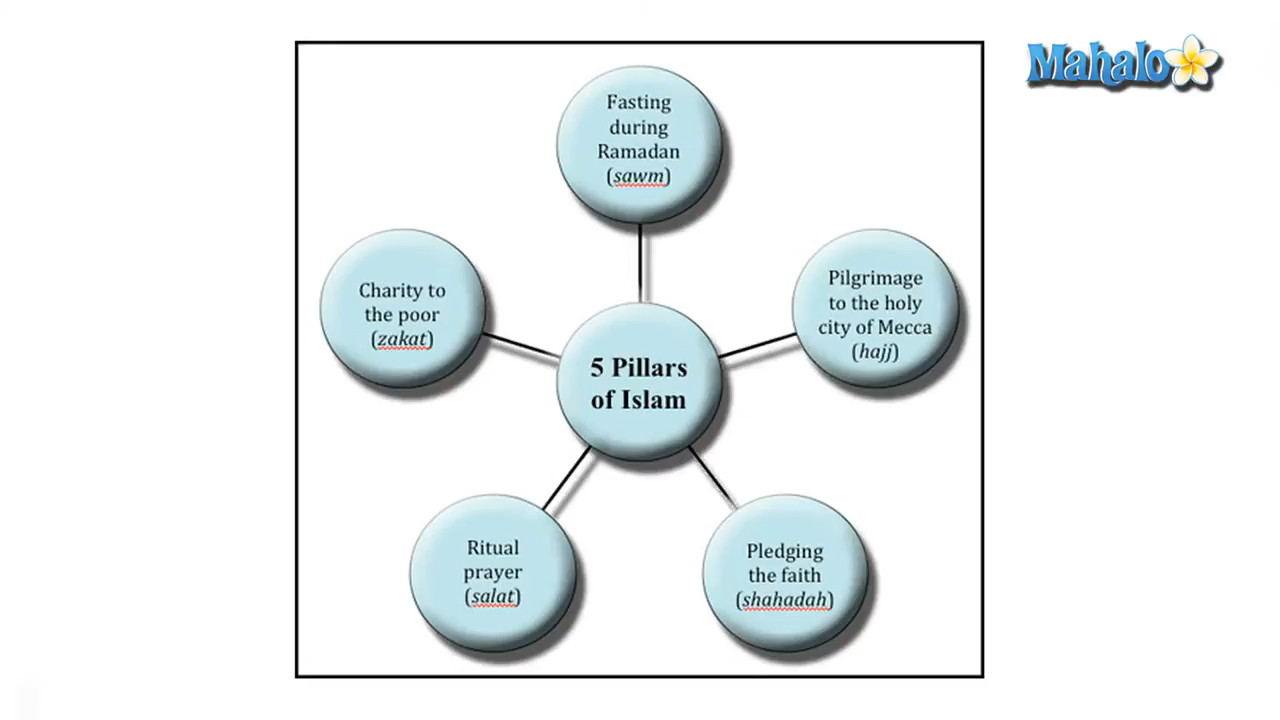 Mahalo
Fasting
during
Ramadan
(sawm)
Charity to
the poor
(zakat)
Pilgrimage
to the holy
city of Mecca
(hajj)
5 Pillars
of Islam
Ritual
prayer
(salat)
Pledging
the faith
(shahadah)